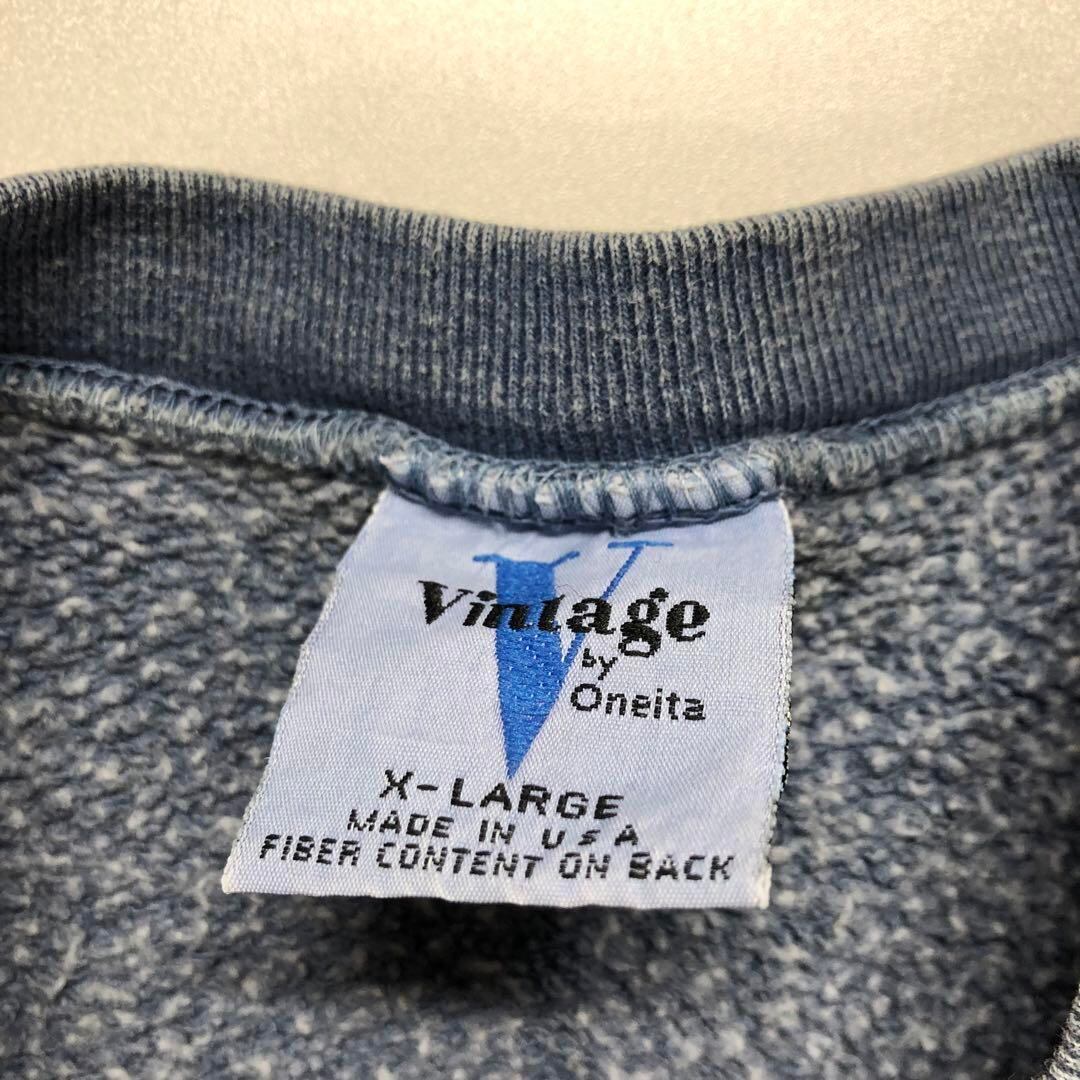 Vintage
by
Oneita
X-LARGE
MADE IN USA
FIBER CONTENT ON BACK